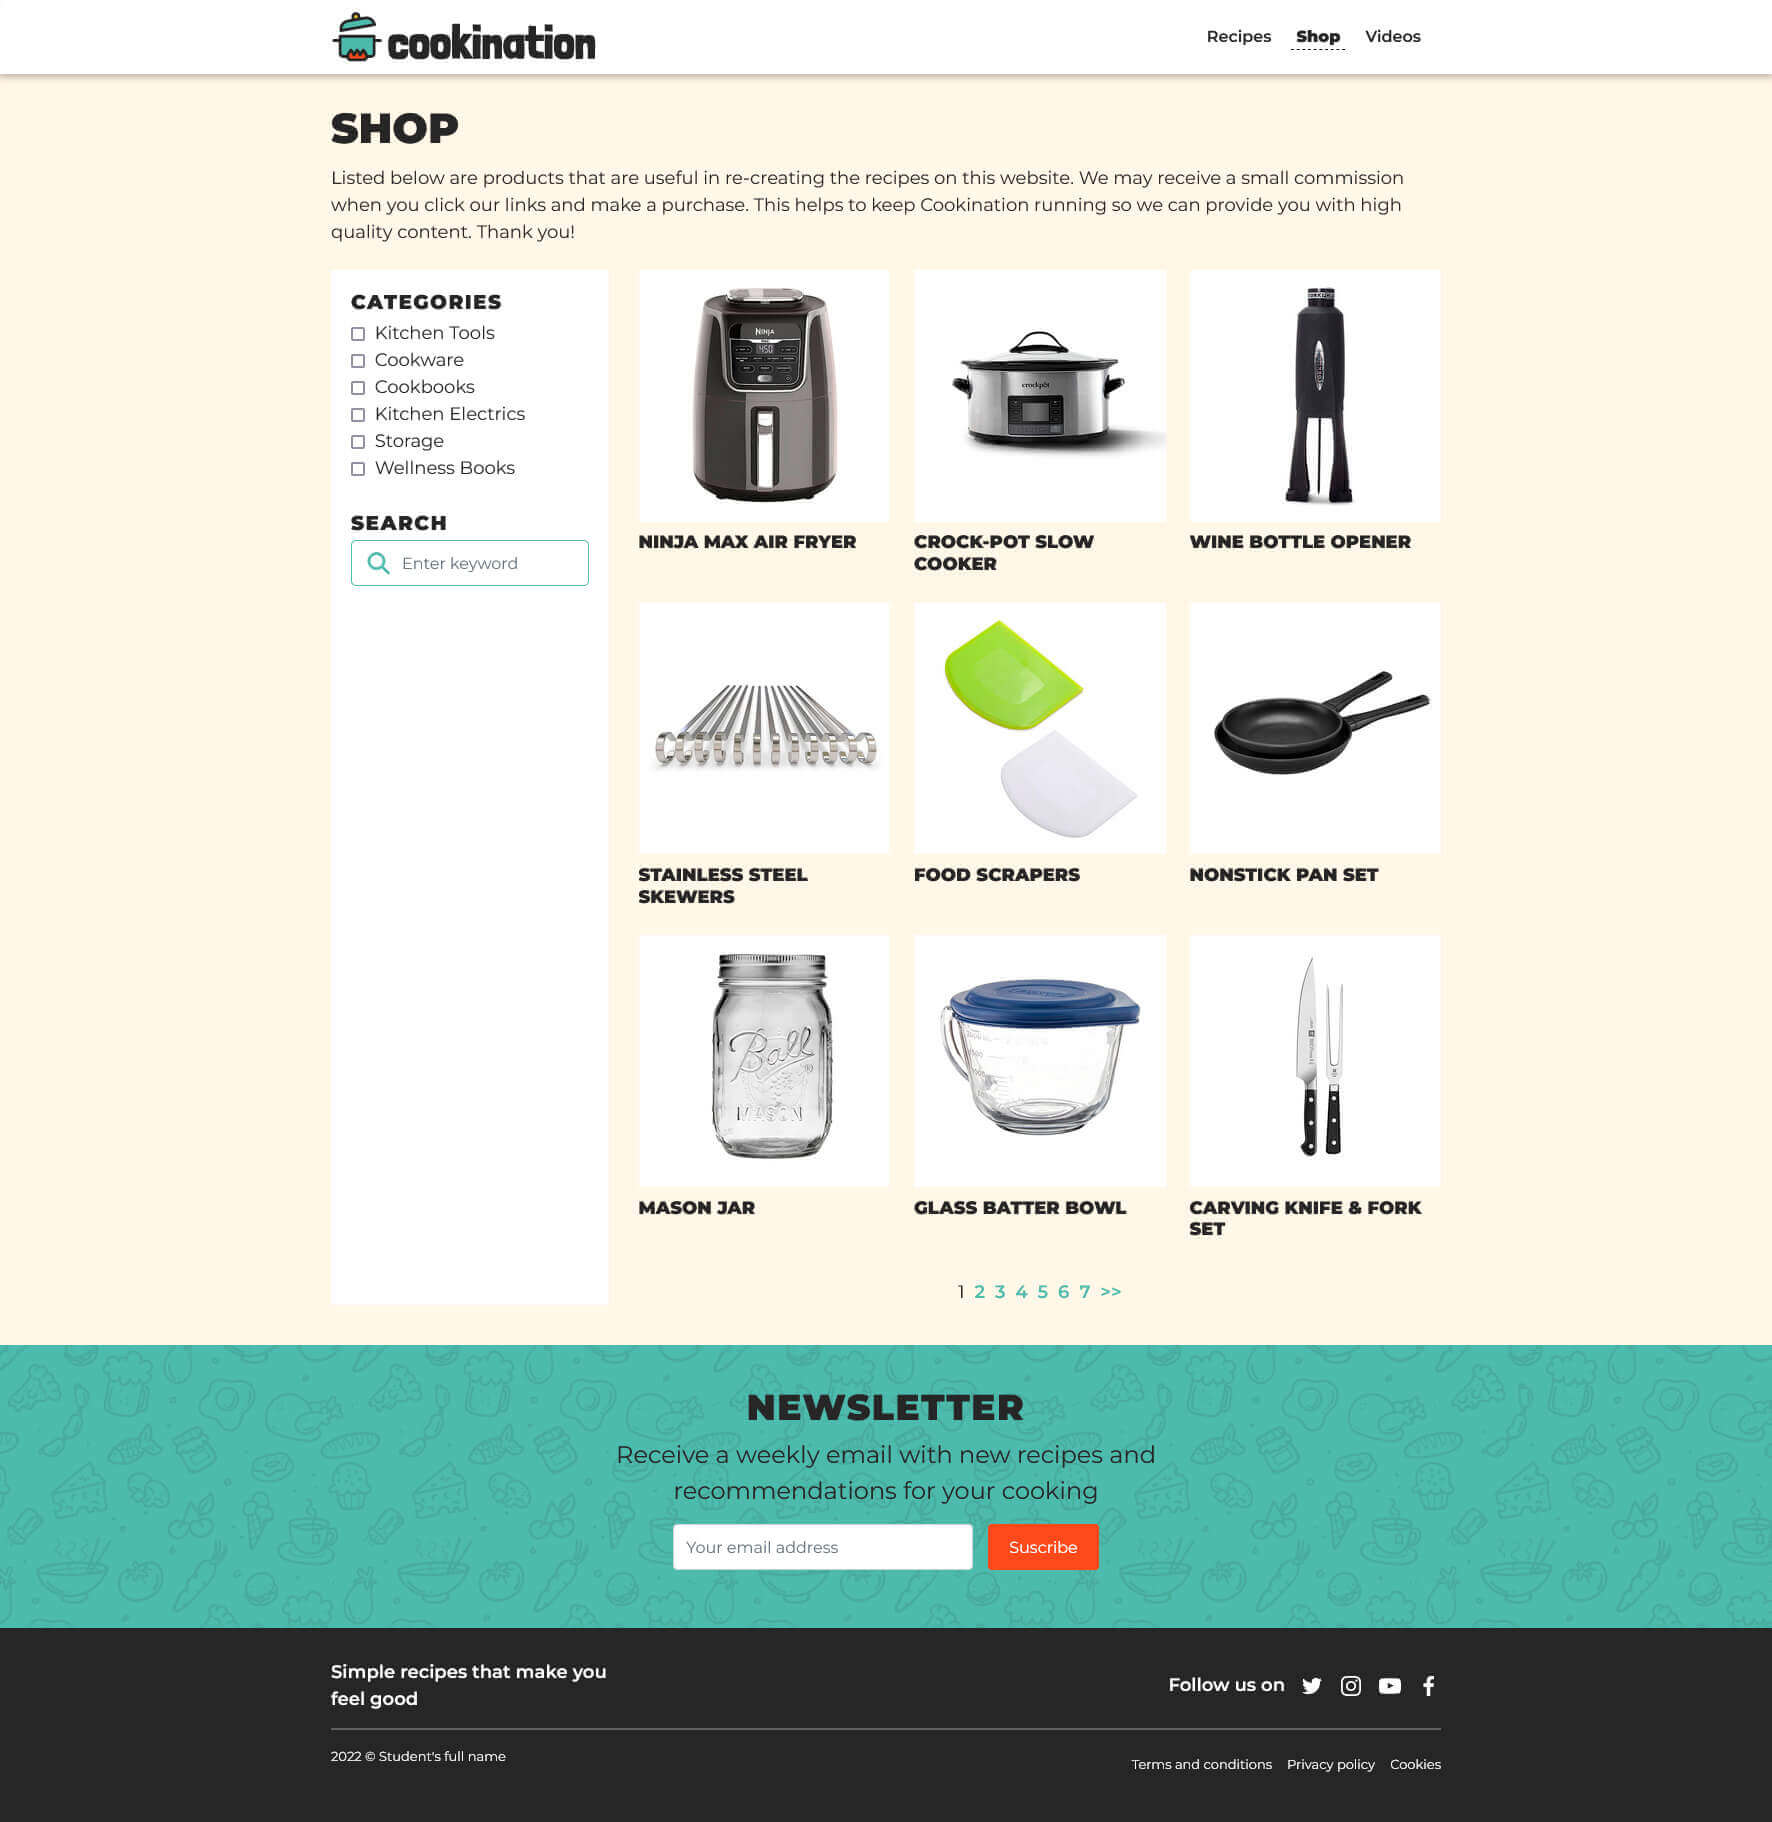 cookination
Recipes Shop Videos
SHOP
Listed below are products that are useful in re-creating the recipes on this website. We may receive a small commission
when you click our links and make a purchase. This helps to keep Cookination running so we can provide you with high
quality content. Thank you!
CATEGORIES
Kitchen Tools
Cookware
Cookbooks
Kitchen Electrics
Storage
Wellness Books
SEARCH
Enter keyword
NINJA
450
crockpot
NINJA MAX AIR FRYER
CROCK-POT SLOW
COOKER
WINE BOTTLE OPENER
STAINLESS STEEL
SKEWERS
FOOD SCRAPERS
NONSTICK PAN SET
Ball
MASON
MASON JAR
GLASS BATTER BOWL
CARVING KNIFE & FORK
SET
1 2 3 4 5 6 7 >>
NEWSLETTER
Receive a weekly email with new recipes and
recommendations for your cooking
Your email address
Suscribe
Simple recipes that make you
feel good
Follow us on
2022 © Student's full name
Terms and conditions Privacy policy Cookies